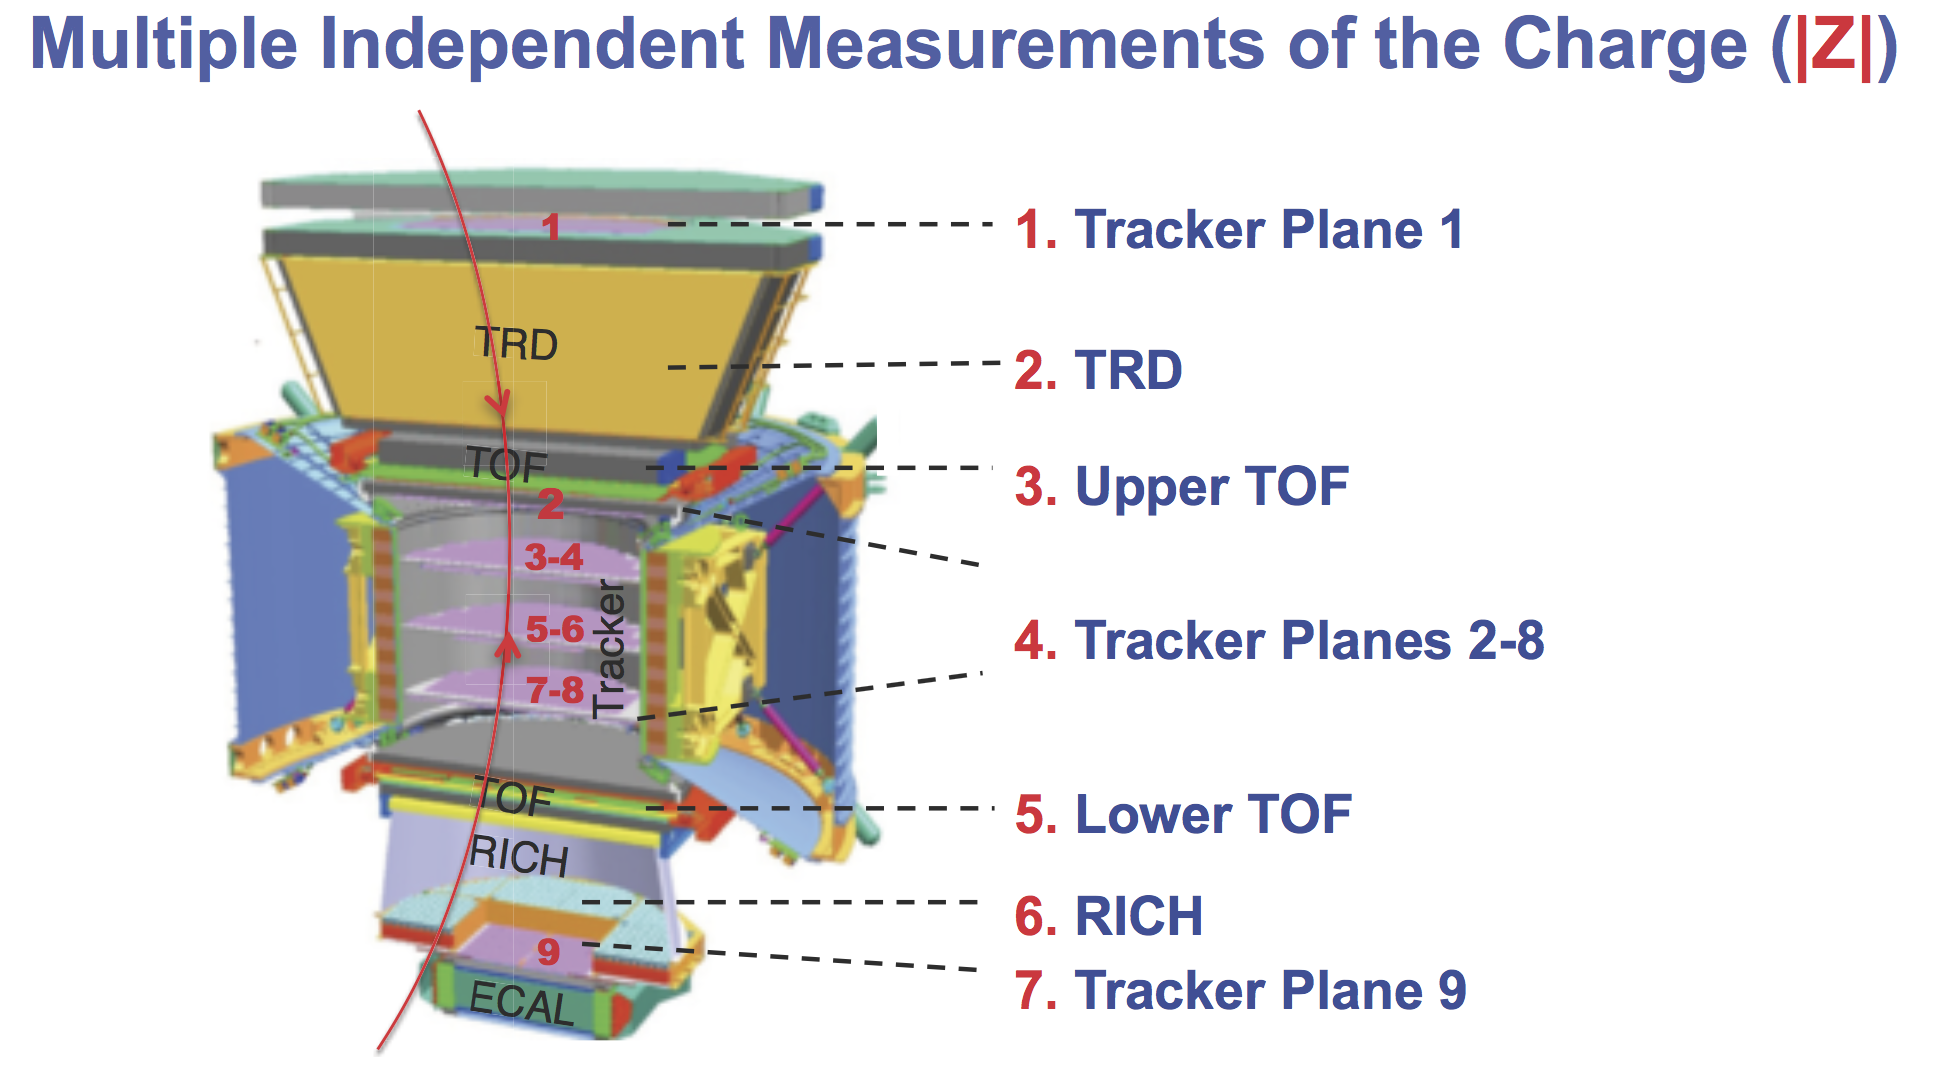 Multiple Independent Measurements of the Charge (|Z|)
1
1. Tracker Plane 1
TRD
2. TRD
TOF
3. Upper TOF
2
3-4
5-6
7-8
Tracker
4. Tracker Planes 2-8
TOF
5. Lower TOF
RICH
6. RICH
9
7. Tracker Plane 9
ECAL